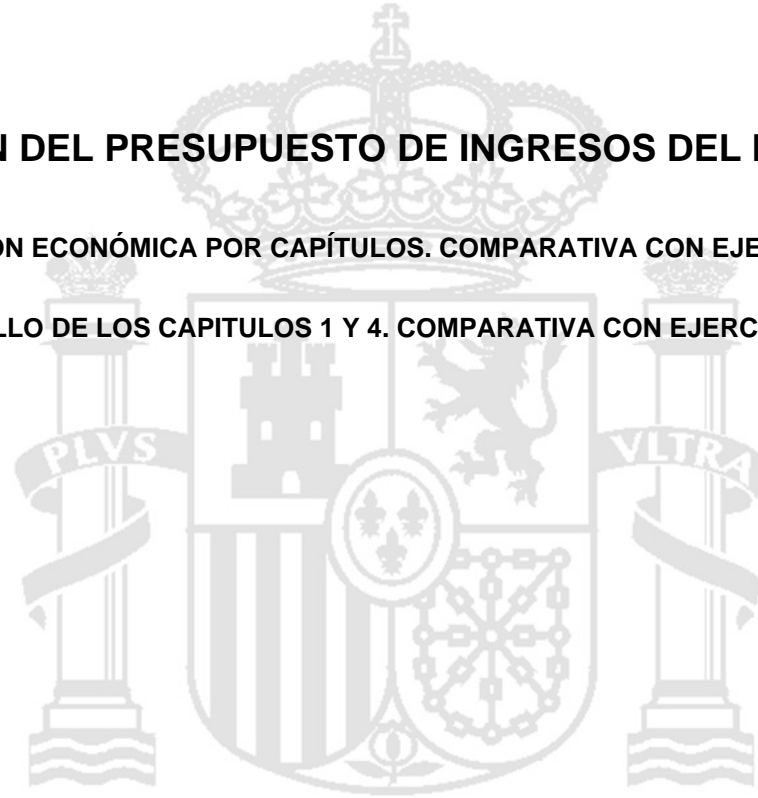 N DEL PRESUPUESTO DE INGRESOS DEL
ÓN ECONÓMICA POR CAPÍTULOS. COMPARATIVA CON EJE
LLO DE LOS CAPITULOS 1 Y 4. COMPARATIVA CON EJERC
PLVS
VLTRA